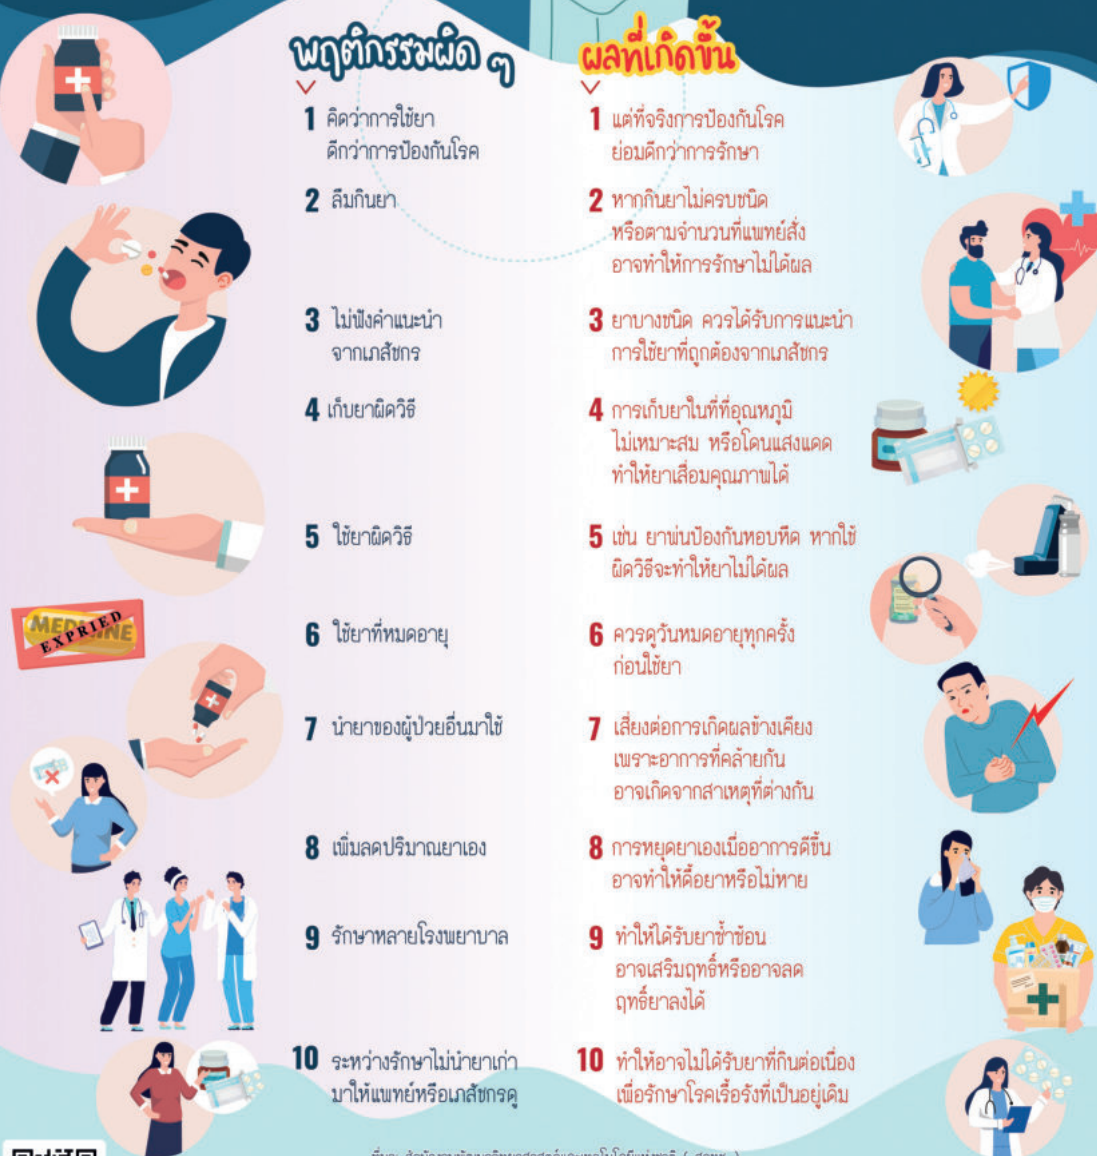 พฤติกรรมผิด ๆ
ผลที่เกิดขึ้น
1 คิดว่าการใช้ยา
ดีกว่าการป้องกันโรค
1 แต่ที่จริงการป้องกันโรค
ย่อมดีกว่าการรักษา
2 ลืมกินยา
2 หากกินยาไม่ครบชนิด
หรือตามจำนวนที่แพทย์สั่ง
อาจทำให้การรักษาไม่ได้ผล
3 ไม่ฟังคำแนะนำ
จากเภสัชกร
3 ยาบางชนิด ควรได้รับการแนะนำ
การใช้ยาที่ถูกต้องจากเภสัชกร
4 เก็บยาผิดวิธี
4 การเก็บยาในที่ที่อุณหภูมิ
ไม่เหมาะสม หรือโดนแสงแดด
ทำให้ยาเสื่อมคุณภาพได้
5 ใช้ยาผิดวิธี
5 เช่น ยาพ่นป้องกันหอบหืด หากใช้
ผิดวิธีจะทำให้ยาไม่ได้ผล
EXPRIED
6 ใช้ยาที่หมดอายุ
6 ควรดูวันหมดอายุทุกครั้ง
ก่อนใช้ยา
7 นำยาของผู้ป่วยอื่นมาใช้
7 เสี่ยงต่อการเกิดผลข้างเคียง
เพราะอาการที่คล้ายกัน
อาจเกิดจากสาเหตุที่ต่างกัน
8 เพิ่มลดปริมาณยาเอง
8 การหยุดยาเองเมื่ออาการดีขึ้น
อาจทำให้ดื้อยาหรือไม่หาย
9 รักษาหลายโรงพยาบาล
9 ทำให้ได้รับยาซ้ำซ้อน
อาจเสริมฤทธิ์หรืออาจลด
ฤทธิ์ยาลงได้
10 ระหว่างรักษาไม่นำยาเก่า
มาให้แพทย์หรือเภสัชกรดู
10 ทำให้อาจไม่ได้รับยาที่กินต่อเนื่อง
เพื่อรักษาโรคเรื้อรังที่เป็นอยู่เดิม